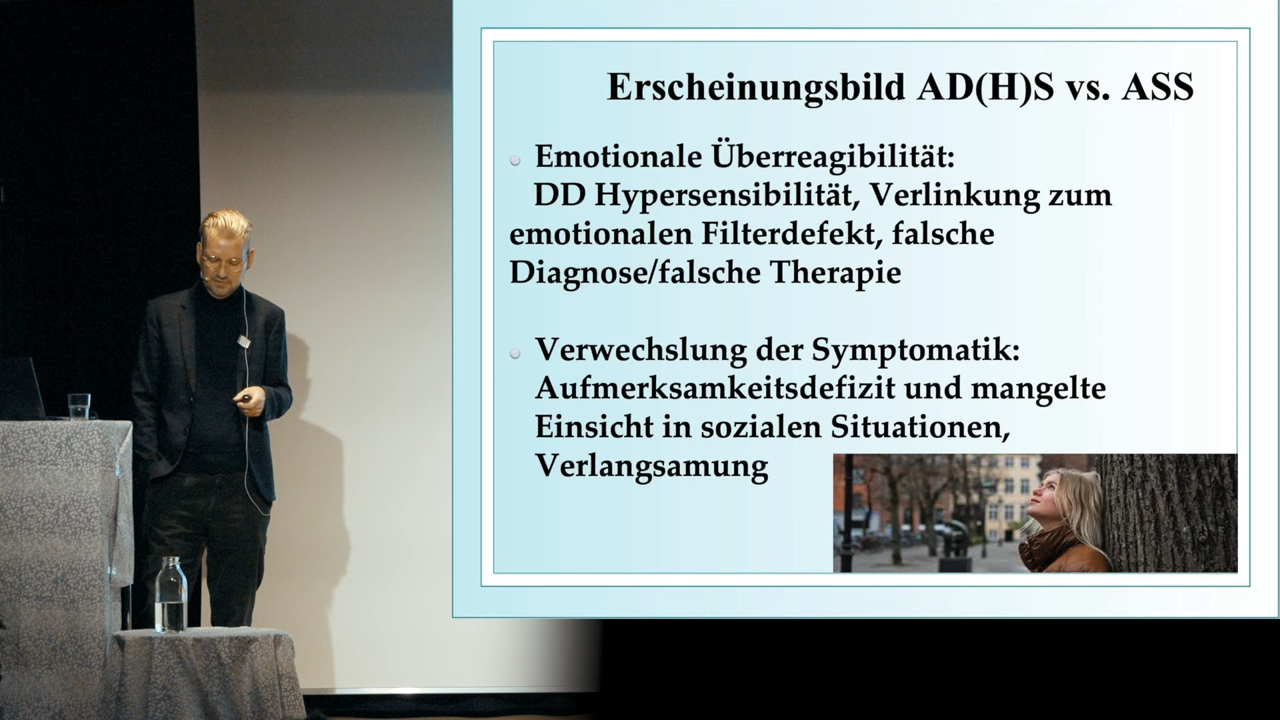 Erscheinungsbild AD(H)S vs. ASS
Emotionale Überreagibilität:
DD Hypersensibilität, Verlinkung zum
emotionalen Filterdefekt, falsche
Diagnose/falsche Therapie
Verwechslung der Symptomatik:
Aufmerksamkeitsdefizit und mangelte
Einsicht in sozialen Situationen,
Verlangsamung